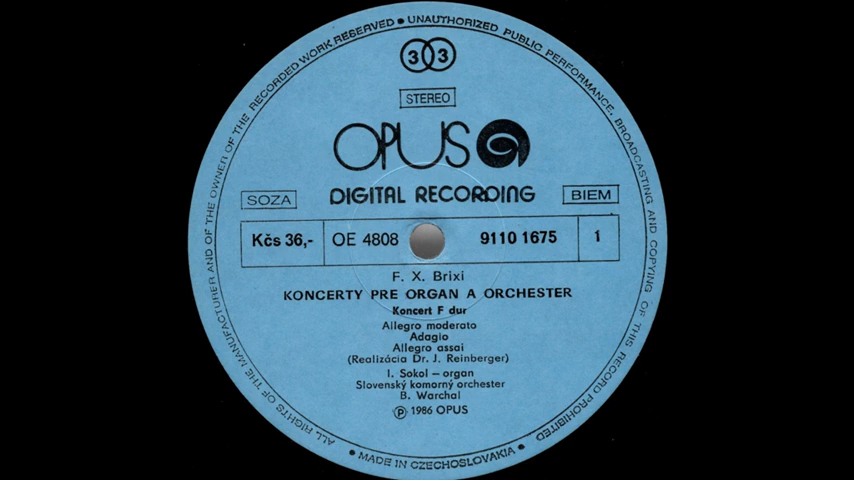 ALL RIGHTS OF THE MANUFACTURER AND OF THE OWNER OF THE RECORDED WORK RESERVED ● UNAUTHORIZED PUBLIC PERFORMANCE, BROADCASTING AND COPYING OF THIS RECORD PROHIBITED
33
STEREO
OPUS
SOZA DIGITAL RECORDING BIEM
Kčs 36,- OE 4808 9110 1675 1
F. X. Brixi
KONCERTY PRE ORGAN A ORCHESTER
Koncert F dur
Allegro moderato
Adagio
Allegro assai
(Realizácia Dr. J. Reinberger)
I. Sokol – organ
Slovenský komorný orchester
B. Warchal
Ⓟ 1986 OPUS
● MADE IN CZECHOSLOVAKIA ●